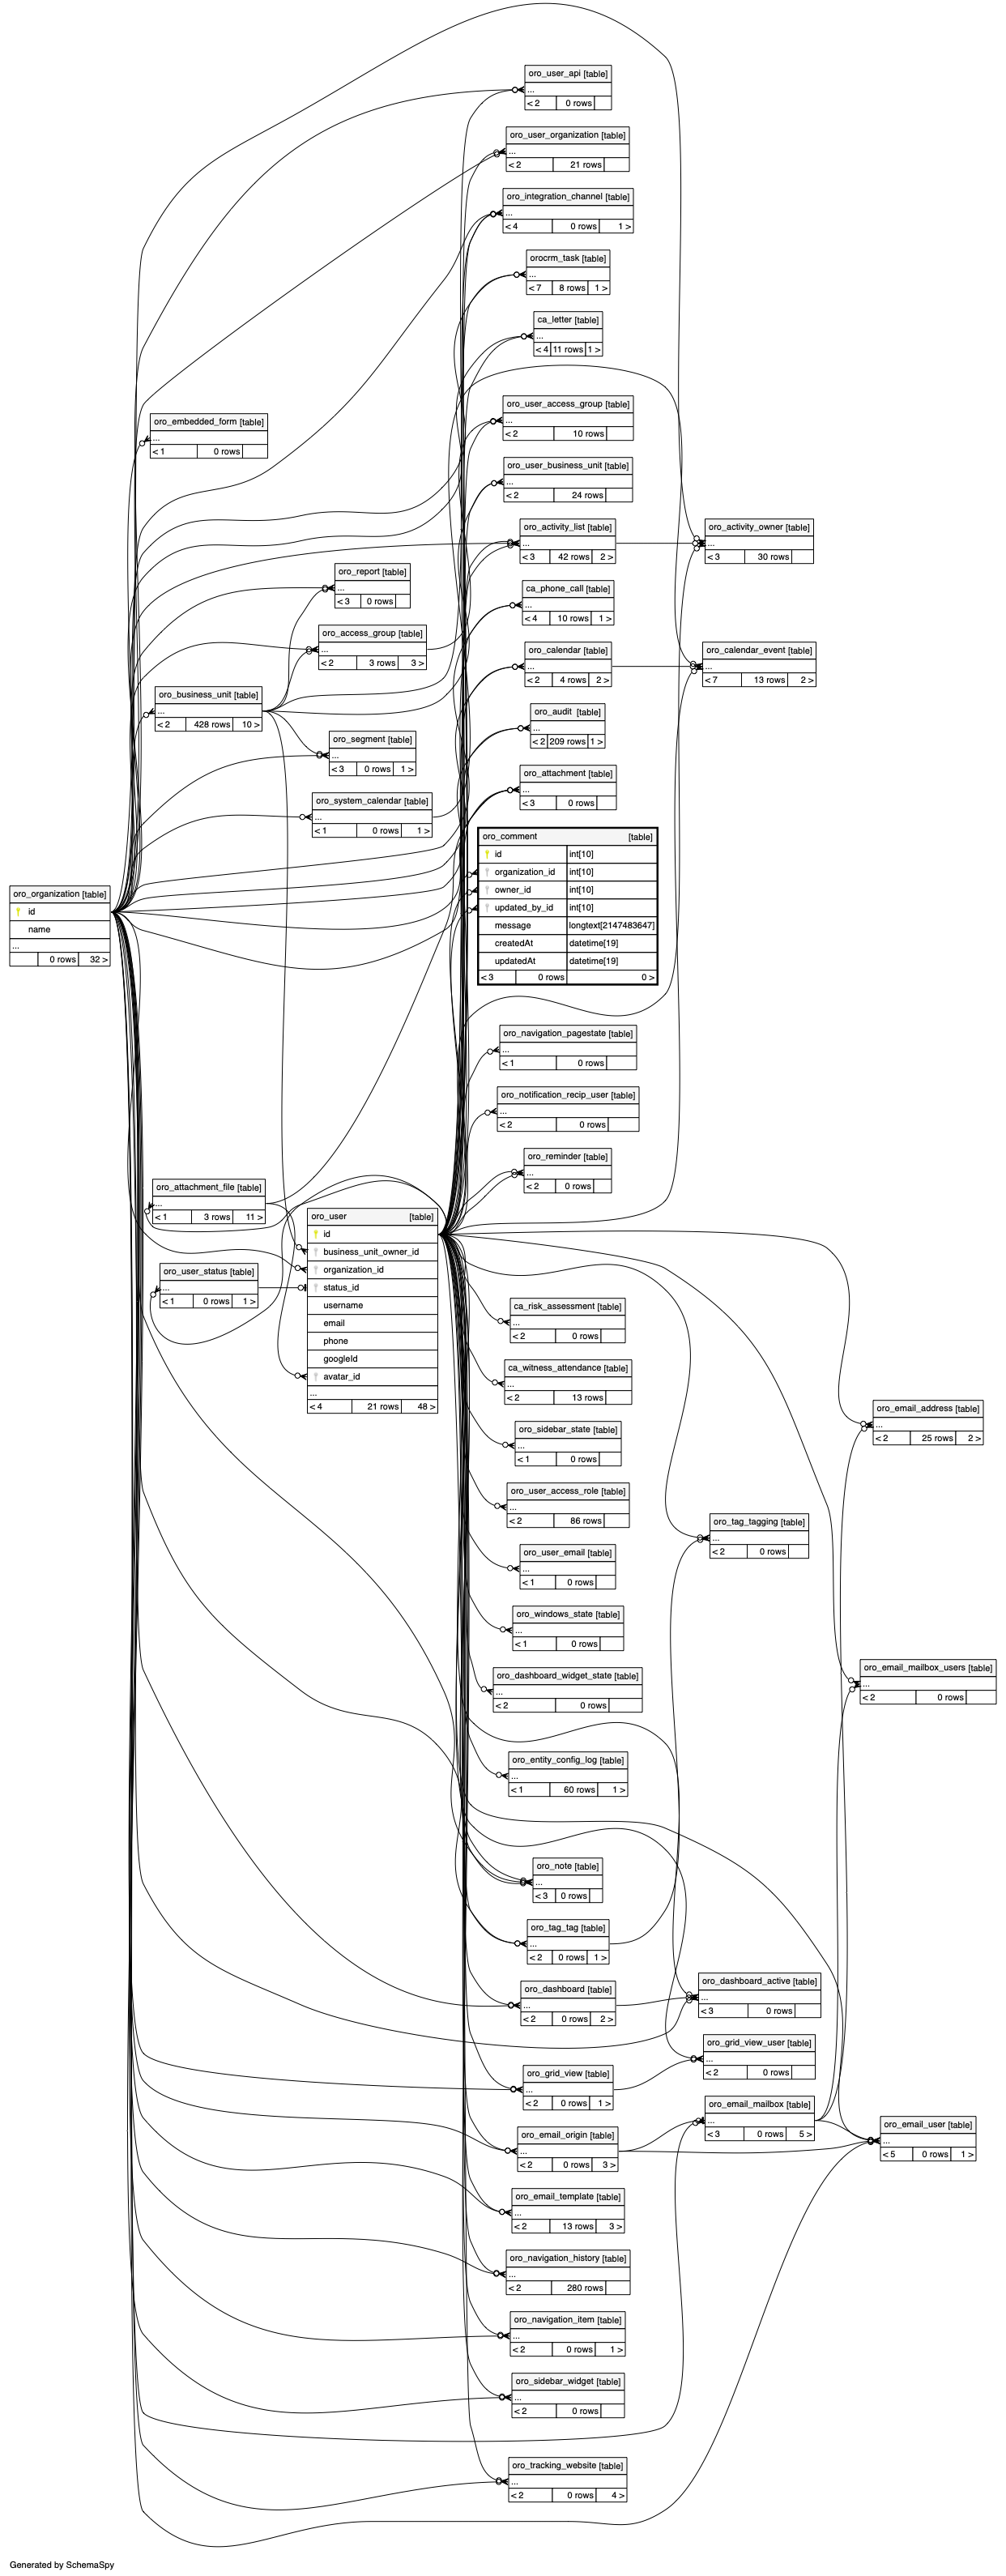 oro_user_api [table]
...
< 2 0 rows
oro_user_organization [table]
...
< 2 21 rows
oro_integration_channel [table]
...
< 4 0 rows 1 >
orocrm_task [table]
...
< 7 8 rows 1 >
ca_letter [table]
...
< 4 11 rows 1 >
oro_user_access_group [table]
...
< 2 10 rows
oro_embedded_form [table]
...
< 1 0 rows
oro_user_business_unit [table]
...
< 2 24 rows
oro_activity_list [table]
...
< 3 42 rows 2 >
oro_activity_owner [table]
...
< 3 30 rows
oro_report [table]
...
< 3 0 rows
ca_phone_call [table]
...
< 4 10 rows 1 >
oro_access_group [table]
...
< 2 3 rows 3 >
oro_calendar [table]
...
< 2 4 rows 2 >
oro_calendar_event [table]
...
< 7 13 rows 2 >
oro_business_unit [table]
...
< 2 428 rows 10 >
oro_audit [table]
...
< 2 209 rows 1 >
oro_segment [table]
...
< 3 0 rows 1 >
oro_attachment [table]
...
< 3 0 rows
oro_system_calendar [table]
...
< 1 0 rows 1 >
oro_comment [table]
id int[10]
organization_id int[10]
owner_id int[10]
updated_by_id int[10]
message longtext[2147483647]
createdAt datetime[19]
updatedAt datetime[19]
< 3 0 rows 0 >
oro_organization [table]
id
name
...
0 rows 32 >
oro_navigation_pagestate [table]
...
< 1 0 rows
oro_notification_recip_user [table]
...
< 2 0 rows
oro_reminder [table]
...
< 2 0 rows
oro_attachment_file [table]
...
< 1 3 rows 11 >
oro_user [table]
id
business_unit_owner_id
organization_id
status_id
username
email
phone
googleId
avatar_id
...
< 4 21 rows 48 >
oro_user_status [table]
...
< 1 0 rows 1 >
ca_risk_assessment [table]
...
< 2 0 rows
ca_witness_attendance [table]
...
< 2 13 rows
oro_sidebar_state [table]
...
< 1 0 rows
oro_email_address [table]
...
< 2 25 rows 2 >
oro_user_access_role [table]
...
< 2 86 rows
oro_tag_tagging [table]
...
< 2 0 rows
oro_user_email [table]
...
< 1 0 rows
oro_windows_state [table]
...
< 1 0 rows
oro_dashboard_widget_state [table]
...
< 2 0 rows
oro_email_mailbox_users [table]
...
< 2 0 rows
oro_entity_config_log [table]
...
< 1 60 rows 1 >
oro_note [table]
...
< 3 0 rows
oro_tag_tag [table]
...
< 2 0 rows 1 >
oro_dashboard [table]
...
< 2 0 rows 2 >
oro_dashboard_active [table]
...
< 3 0 rows
oro_grid_view_user [table]
...
< 2 0 rows
oro_grid_view [table]
...
< 2 0 rows 1 >
oro_email_mailbox [table]
...
< 3 0 rows 5 >
oro_email_user [table]
...
< 5 0 rows 1 >
oro_email_origin [table]
...
< 2 0 rows 3 >
oro_email_template [table]
...
< 2 13 rows 3 >
oro_navigation_history [table]
...
< 2 280 rows
oro_navigation_item [table]
...
< 2 0 rows 1 >
oro_sidebar_widget [table]
...
< 2 0 rows
oro_tracking_website [table]
...
< 2 0 rows 4 >
Generated by SchemaSpy